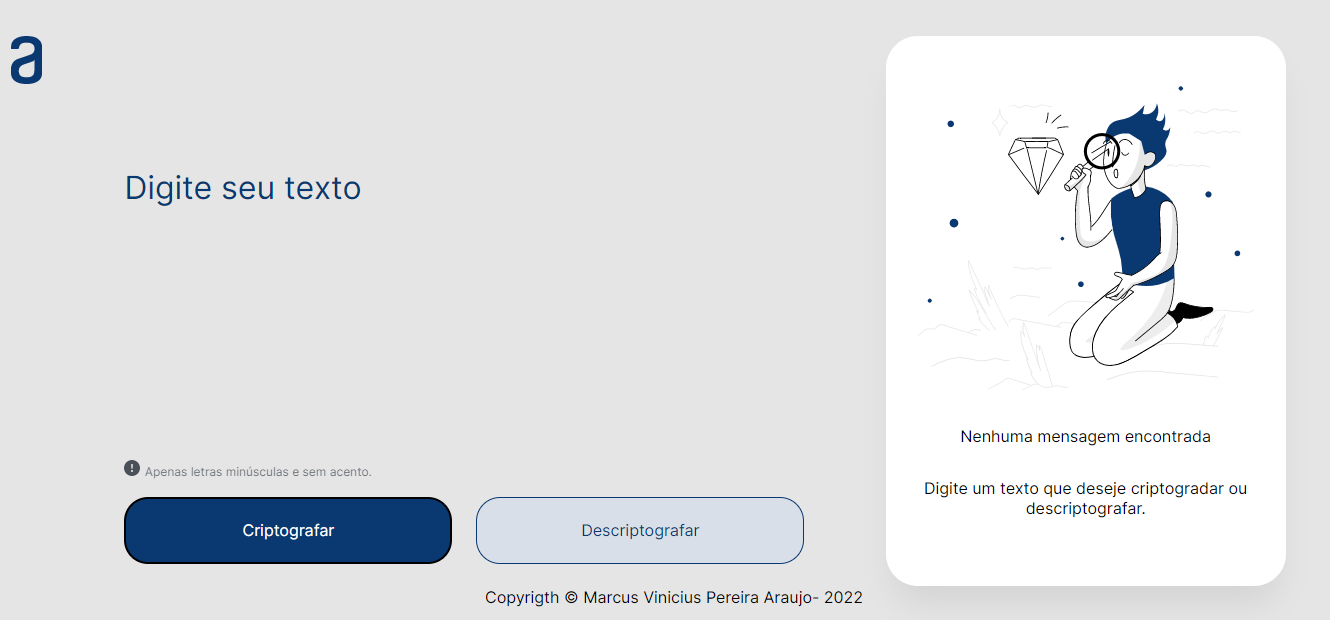 a
Digite seu texto
Apenas letras minúsculas e sem acento.
Criptografar
Descriptografar
Nenhuma mensagem encontrada
Digite um texto que deseje criptogradar ou
descriptografar.
Copyrigth © Marcus Vinicius Pereira Araujo- 2022